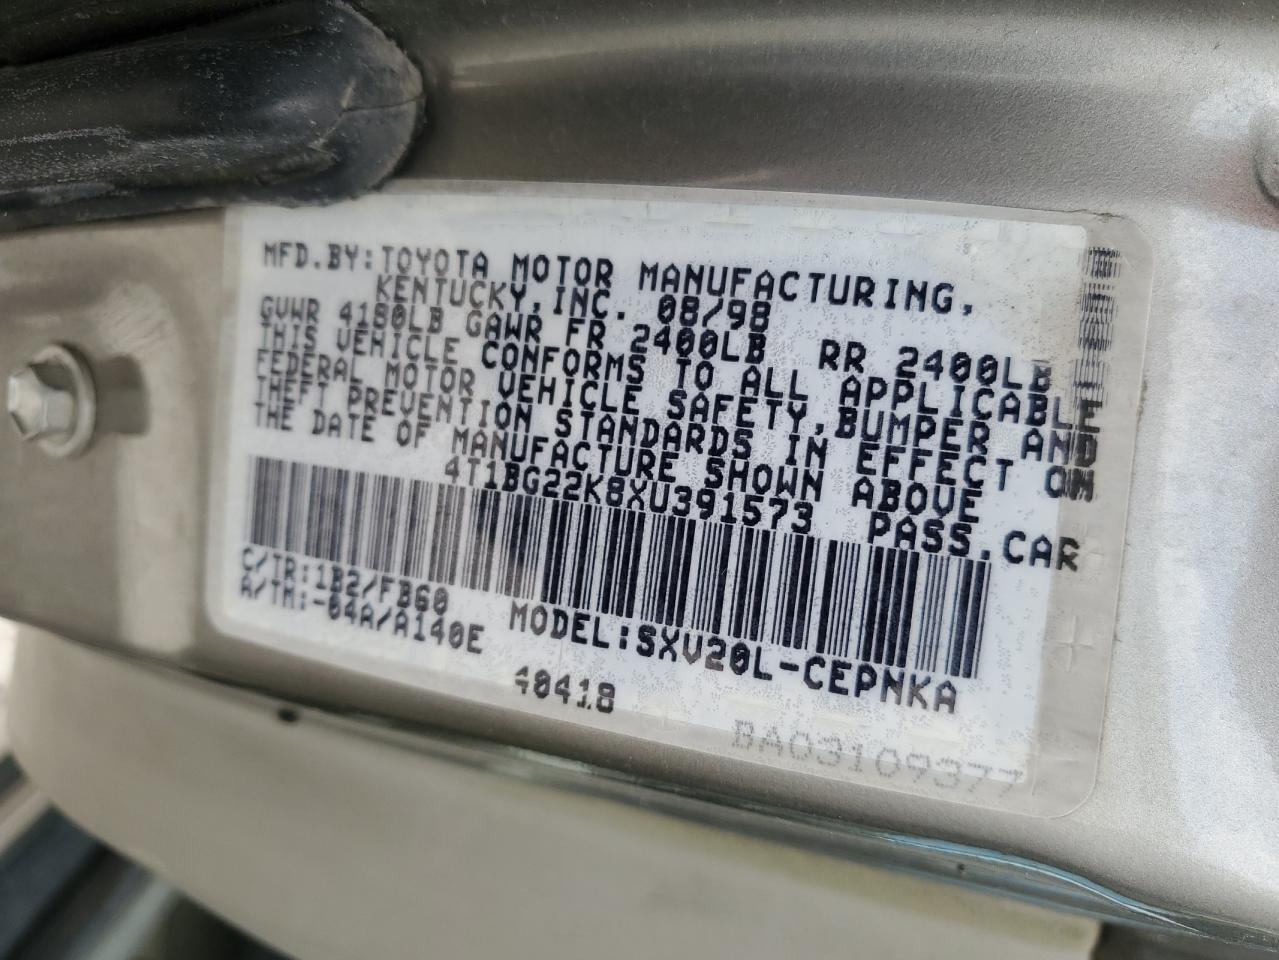 MFD.BY:TOYOTA MOTOR MANUFACTURING,
KENTUCKY,INC. 08/98
GVWR 4180LB GAWR FR 2400LB RR 2400LB
THIS VEHICLE CONFORMS TO ALL APPLICABLE
FEDERAL MOTOR VEHICLE SAFETY,BUMPER AND
THEFT PREVENTION STANDARDS IN EFFECT ON
THE DATE OF MANUFACTURE SHOWN ABOVE
4T1BG22K8XU391573 PASS.CAR
C/TR:1B2/FB60
A/TM:-04A/A140E MODEL:SXV20L-CEPNKA
40418
BA03109377